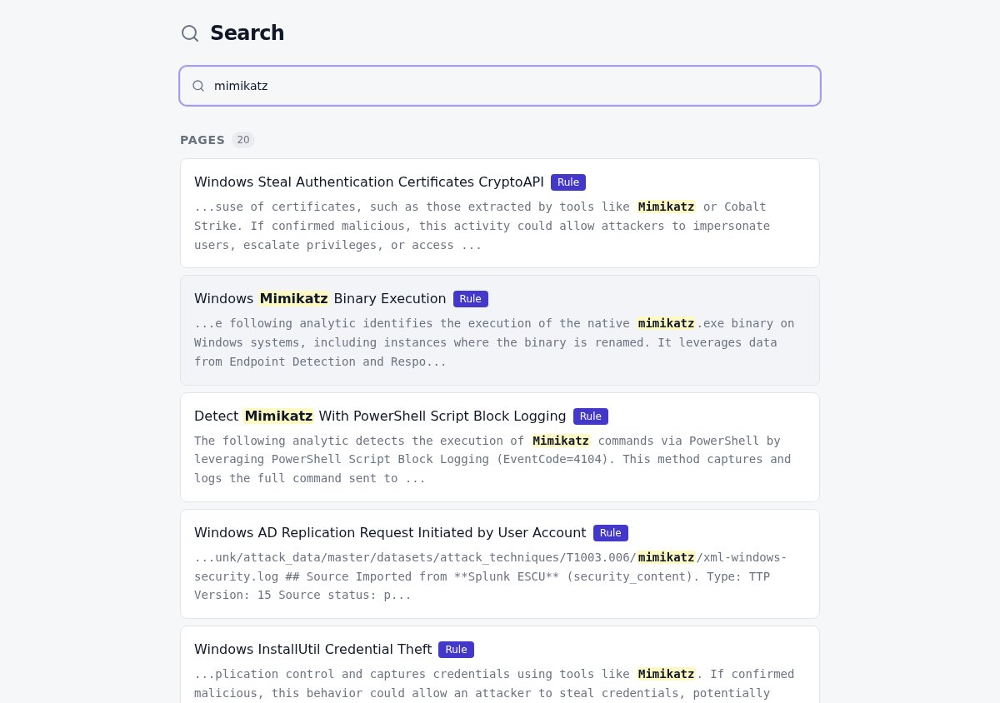 Search
mimikatz
PAGES 20
Windows Steal Authentication Certificates CryptoAPI Rule
...suse of certificates, such as those extracted by tools like Mimikatz or Cobalt
Strike. If confirmed malicious, this activity could allow attackers to impersonate
users, escalate privileges, or access ...
Windows Mimikatz Binary Execution Rule
...e following analytic identifies the execution of the native mimikatz.exe binary on
Windows systems, including instances where the binary is renamed. It leverages data
from Endpoint Detection and Respo...
Detect Mimikatz With PowerShell Script Block Logging Rule
The following analytic detects the execution of Mimikatz commands via PowerShell by
leveraging PowerShell Script Block Logging (EventCode=4104). This method captures and
logs the full command sent to ...
Windows AD Replication Request Initiated by User Account Rule
...unk/attack_data/master/datasets/attack_techniques/T1003.006/mimikatz/xml-windows-
security.log ## Source Imported from **Splunk ESCU** (security_content). Type: TTP
Version: 15 Source status: p...
Windows InstallUtil Credential Theft Rule
...plication control and captures credentials using tools like Mimikatz. If confirmed
malicious, this behavior could allow an attacker to steal credentials, potentially